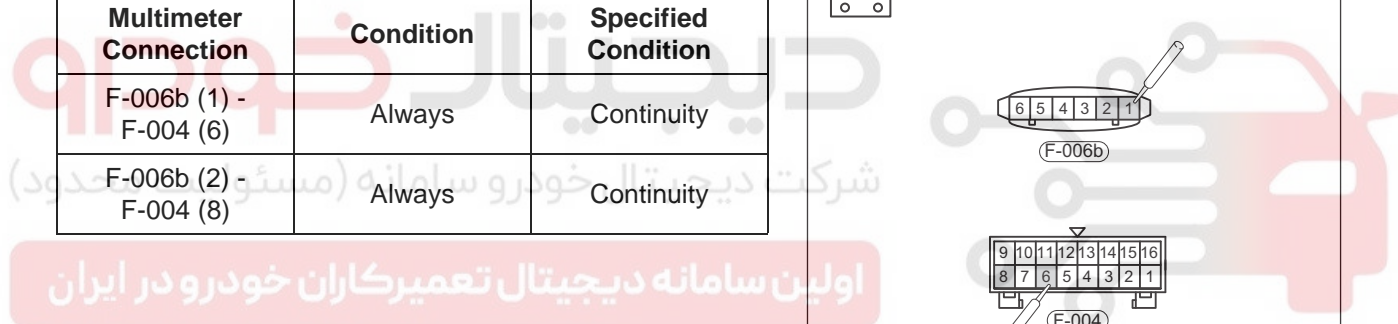 Multimeter Connection
Condition
Specified Condition
F-006b (1) - F-004 (6)
Always
Continuity
F-006b (2) - F-004 (8)
Always
Continuity
دیجیتال خودرو
شرکت دیجیتال خودرو سامانه (مسئولیت محدود)
اولین سامانه دیجیتال تعمیرکاران خودرو در ایران
6 5 4 3 2 1
F-006b
9 10 11 12 13 14 15 16
8 7 6 5 4 3 2 1
F-004